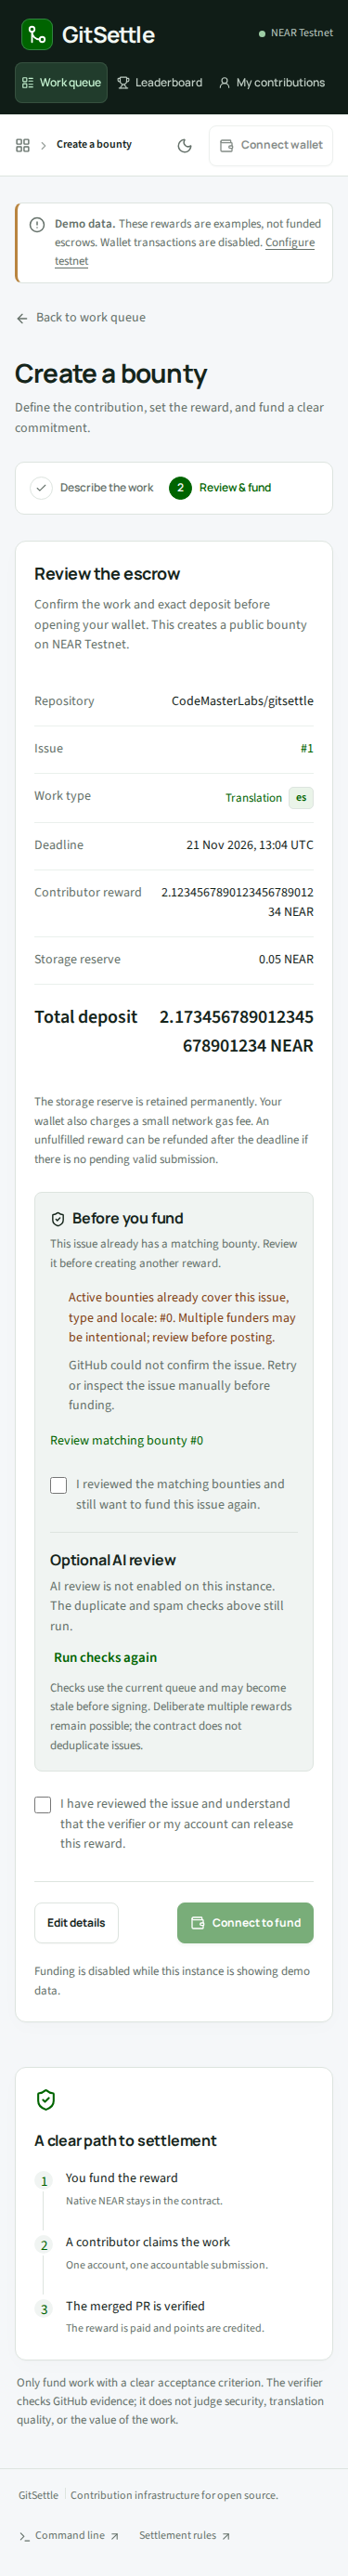 GitSettle
NEAR Testnet
Work queue
Leaderboard
My contributions
Create a bounty
Connect wallet
Demo data. These rewards are examples, not funded
escrows. Wallet transactions are disabled. Configure
testnet
Back to work queue
Create a bounty
Define the contribution, set the reward, and fund a clear
commitment.
Describe the work
2 Review & fund
Review the escrow
Confirm the work and exact deposit before
opening your wallet. This creates a public bounty
on NEAR Testnet.
Repository CodeMasterLabs/gitsettle
Issue #1
Work type Translation es
Deadline 21 Nov 2026, 13:04 UTC
Contributor reward 2.1234567890123456789012
34 NEAR
Storage reserve 0.05 NEAR
Total deposit 2.173456789012345
678901234 NEAR
The storage reserve is retained permanently. Your
wallet also charges a small network gas fee. An
unfulfilled reward can be refunded after the deadline if
there is no pending valid submission.
Before you fund
This issue already has a matching bounty. Review
it before creating another reward.
Active bounties already cover this issue,
type and locale: #0. Multiple funders may
be intentional; review before posting.
GitHub could not confirm the issue. Retry
or inspect the issue manually before
funding.
Review matching bounty #0
I reviewed the matching bounties and
still want to fund this issue again.
Optional AI review
AI review is not enabled on this instance.
The duplicate and spam checks above still
run.
Run checks again
Checks use the current queue and may become
stale before signing. Deliberate multiple rewards
remain possible; the contract does not
deduplicate issues.
I have reviewed the issue and understand
that the verifier or my account can release
this reward.
Edit details
Connect to fund
Funding is disabled while this instance is showing demo
data.
A clear path to settlement
1 You fund the reward
Native NEAR stays in the contract.
2 A contributor claims the work
One account, one accountable submission.
3 The merged PR is verified
The reward is paid and points are credited.
Only fund work with a clear acceptance criterion. The verifier
checks GitHub evidence; it does not judge security, translation
quality, or the value of the work.
GitSettle Contribution infrastructure for open source.
Command line
Settlement rules